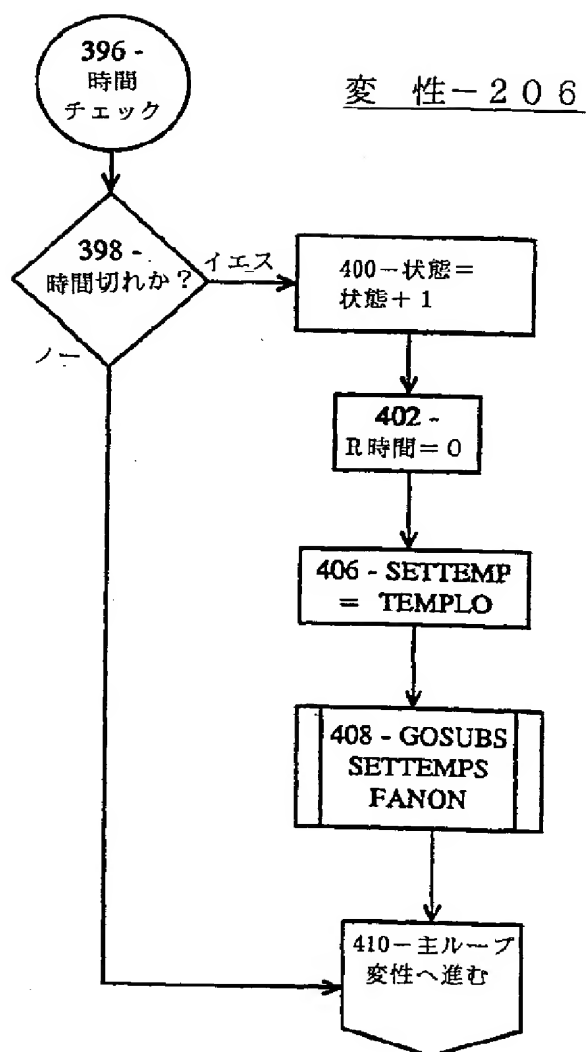 396 -
時間
チェック
変 性－２０６
398 -
時間切れか？
イエス
ノー
400－状態＝
状態＋1
402 -
R時間＝0
406 - SETTEMP
= TEMPLO
408 - GOSUBS
SETTEMPS
FANON
410－主ループ
変性へ進む